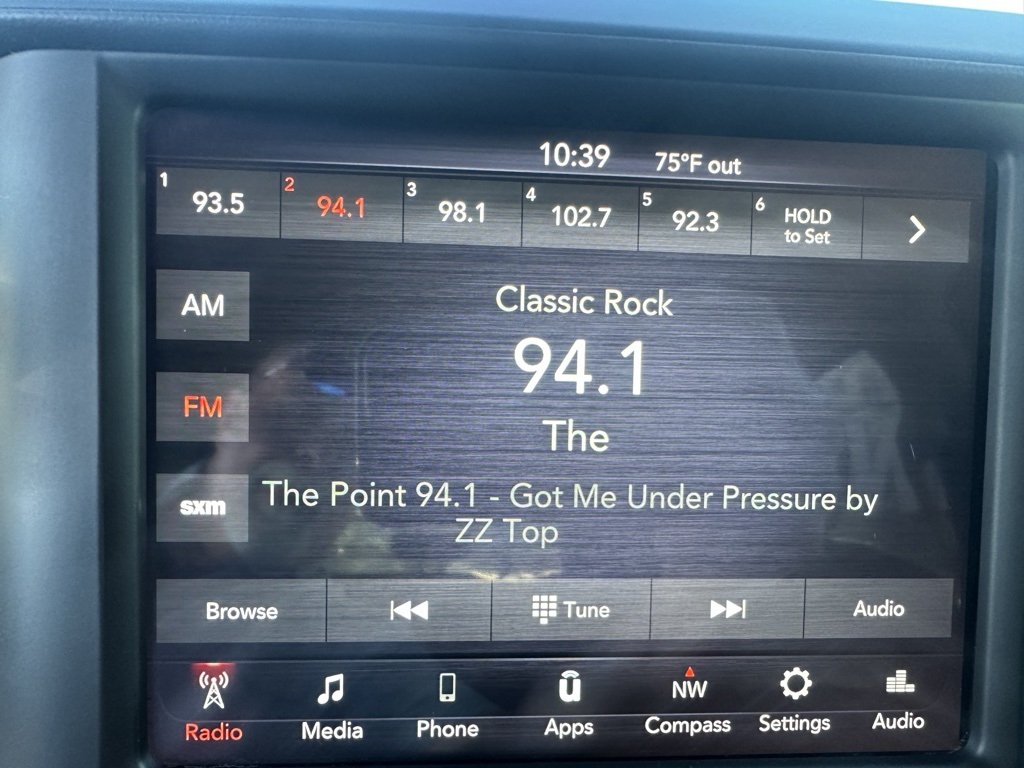 10:39 75°F out
1 93.5 2 94.1 3 98.1 4 102.7 5 92.3 6 HOLD
to Set
AM
Classic Rock
94.1
FM
The
sxm
The Point 94.1 - Got Me Under Pressure by
ZZ Top
Browse Tune Audio
NW
Radio Media Phone Apps Compass Settings Audio